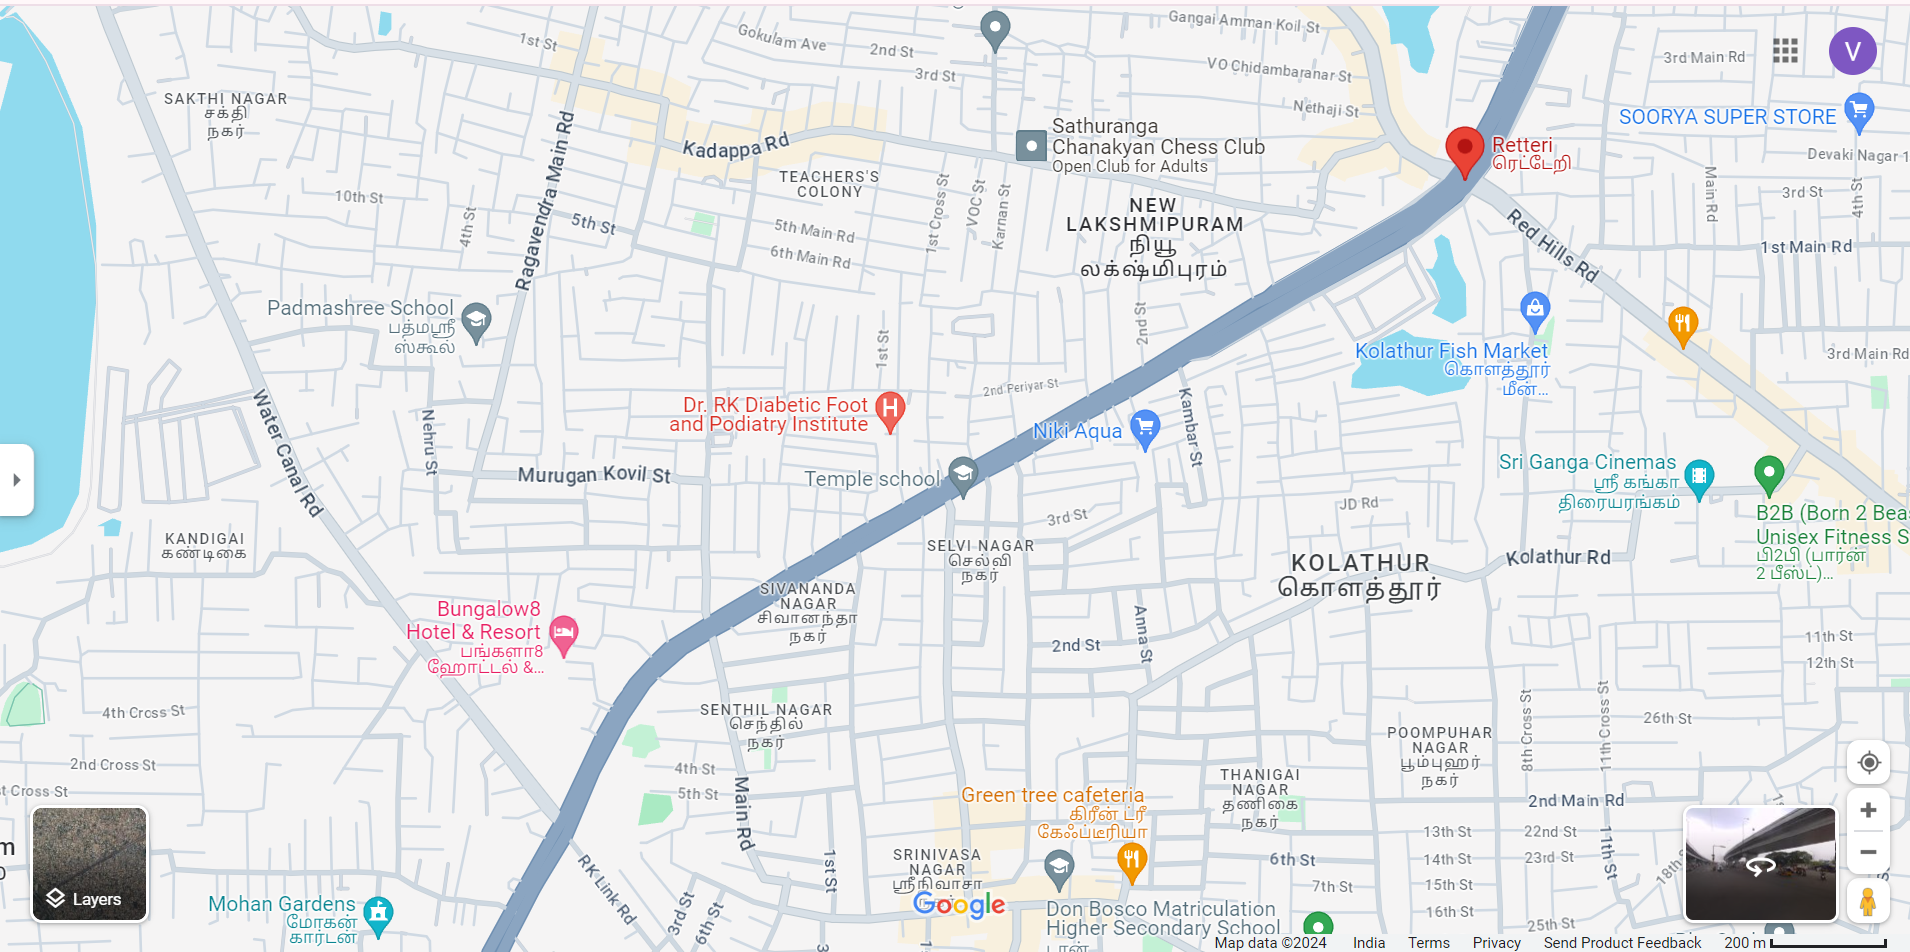 Gangai Amman Koil St
1st St
Gokulam Ave
2nd St
3rd St
VO Chidambaranar St
3rd Main Rd
V
SAKTHI NAGAR
சக்தி
நகர்
Nethaji St
SOORYA SUPER STORE
Ragavendra Main Rd
Kadappa Rd
Sathuranga
Chanakyan Chess Club
Open Club for Adults
Retteri
ரெட்டேறி
Devaki Nagar 1
TEACHERS'S
COLONY
10th St
4th St
5th St
5th Main Rd
6th Main Rd
1st Cross St
VOC St
Karnan St
NEW
LAKSHMIPURAM
நியூ
லக்ஷ்மிபுரம்
Red Hills Rd
Main Rd
3rd St
4th St
1st Main Rd
Padmashree School
பத்மஸ்ரீ
ஸ்கூல்
1st St
2nd St
Kolathur Fish Market
கொளத்தூர்
மீன்...
3rd Main Rd
2nd Periyar St
Kambar St
Dr. RK Diabetic Foot
and Podiatry Institute
H
Niki Aqua
Water Canal Rd
Nehru St
Murugan Kovil St
Temple school
Sri Ganga Cinemas
ஸ்ரீ கங்கா
திரையரங்கம்
JD Rd
3rd St
B2B (Born 2 Beas
Unisex Fitness S
பி2பி (பார்ன்
2 பீஸ்ட்)...
KANDIGAI
கண்டிகை
SELVI NAGAR
செல்வி
நகர்
KOLATHUR
கொளத்தூர்
Kolathur Rd
SIVANANDA
NAGAR
சிவானந்தா
நகர்
Bungalow8
Hotel & Resort
பங்களா8
ஹோட்டல் &...
Anna St
2nd St
11th St
12th St
4th Cross St
SENTHIL NAGAR
செந்தில்
நகர்
8th Cross St
11th Cross St
26th St
POOMPUHAR
NAGAR
பூம்புஹர்
நகர்
2nd Cross St
st Cross St
4th St
5th St
Main Rd
THANIGAI
NAGAR
தணிகை
நகர்
Green tree cafeteria
கிரீன் ட்ரீ
கேஃப்டீரியா
2nd Main Rd
13th St
22nd St
14th St
23rd St
15th St
16th St
25th St
11th St
18th St
6th St
7th St
SRINIVASA
NAGAR
ஸ்ரீநிவாசா
RK Link Rd
3rd St
6th St
1st St
Layers
Mohan Gardens
மோகன்
கார்டன்
Google
Don Bosco Matriculation
Higher Secondary School
டான்
Map data ©2024
India
Terms
Privacy
Send Product Feedback
200 m